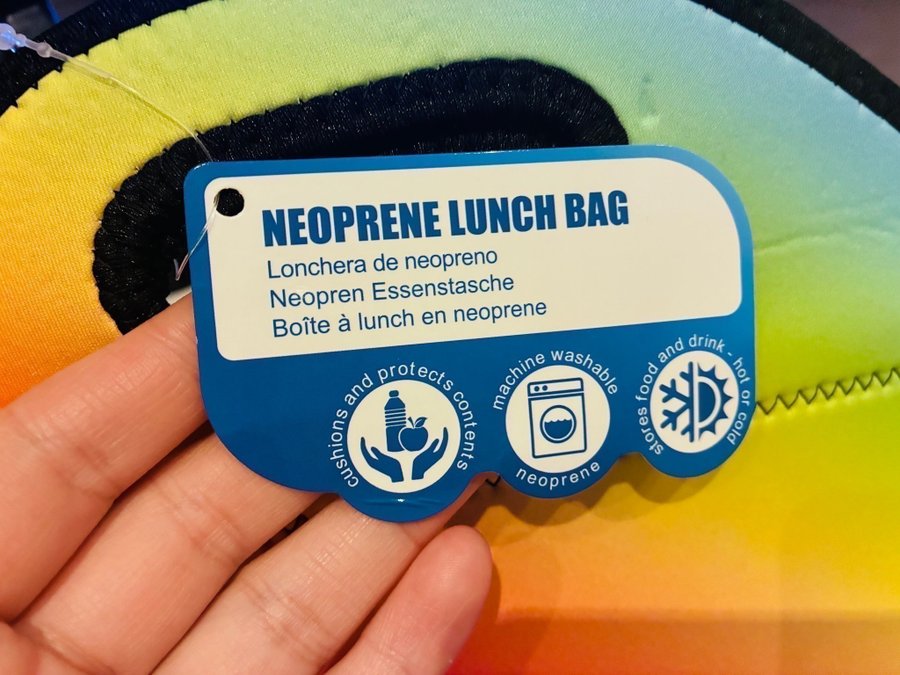 NEOPRENE LUNCH BAG
Lonchera de neopreno
Neopren Essenstasche
Boîte à lunch en neoprene
cushions and protects contents
machine washable
neoprene
stores food and drink - hot or cold